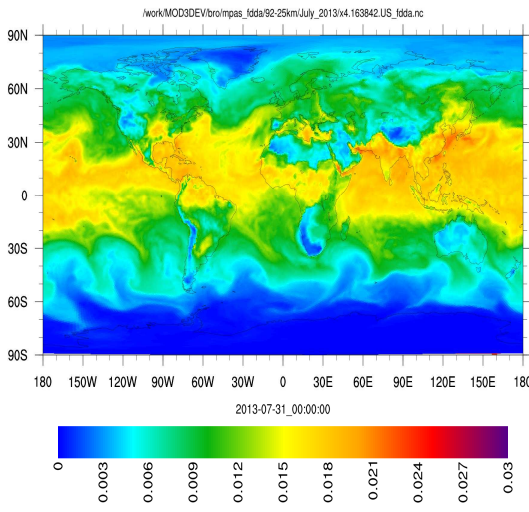 /work/MOD3DEV/bro/mpas_fdda/92-25km/July_2013/x4.163842.US_fdda.nc
90N
60N
30N
0
30S
60S
90S
180 150W 120W 90W 60W 30W 0 30E 60E 90E 120E 150E 18
2013-07-31_00:00:00
0 0.003 0.006 0.009 0.012 0.015 0.018 0.021 0.024 0.027 0.03